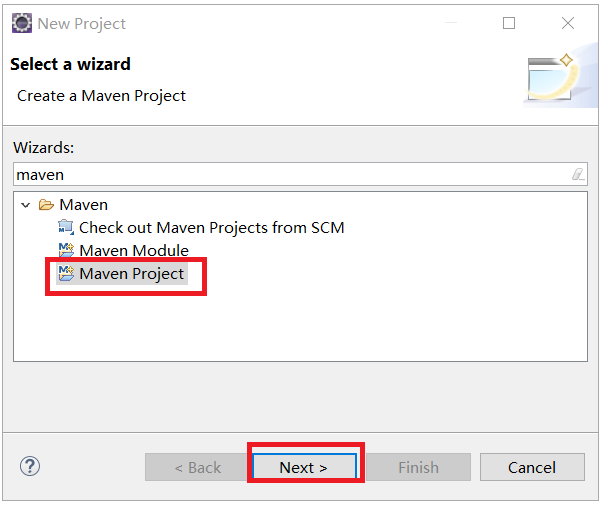 New Project
Select a wizard
Create a Maven Project
Wizards:
maven
Maven
Check out Maven Projects from SCM
Maven Module
Maven Project
? < Back Next > Finish Cancel